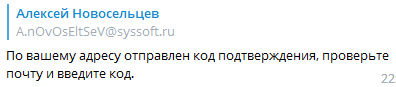 Алексей Новосельцев
A.nOvOsEltSeV@syssoft.ru
По вашему адресу отправлен код подтверждения, проверьте
почту и введите код.
22